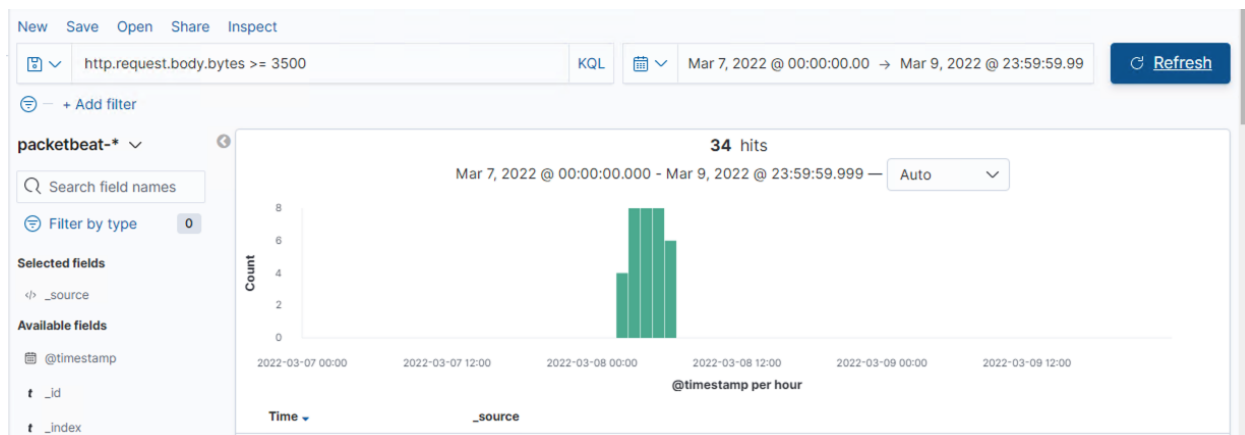 New Save Open Share Inspect
http.request.body.bytes >= 3500 KQL Mar 7, 2022 @ 00:00:00.00 → Mar 9, 2022 @ 23:59:59.99 Refresh
+ Add filter
packetbeat-*
34 hits
Mar 7, 2022 @ 00:00:00.000 - Mar 9, 2022 @ 23:59:59.999 — Auto
Search field names
Filter by type 0
Selected fields
</> _source
Available fields
@timestamp
t _id
t _index
Count
8
6
4
2
0
2022-03-07 00:00 2022-03-07 12:00 2022-03-08 00:00 2022-03-08 12:00 2022-03-09 00:00 2022-03-09 12:00
@timestamp per hour
Time _source